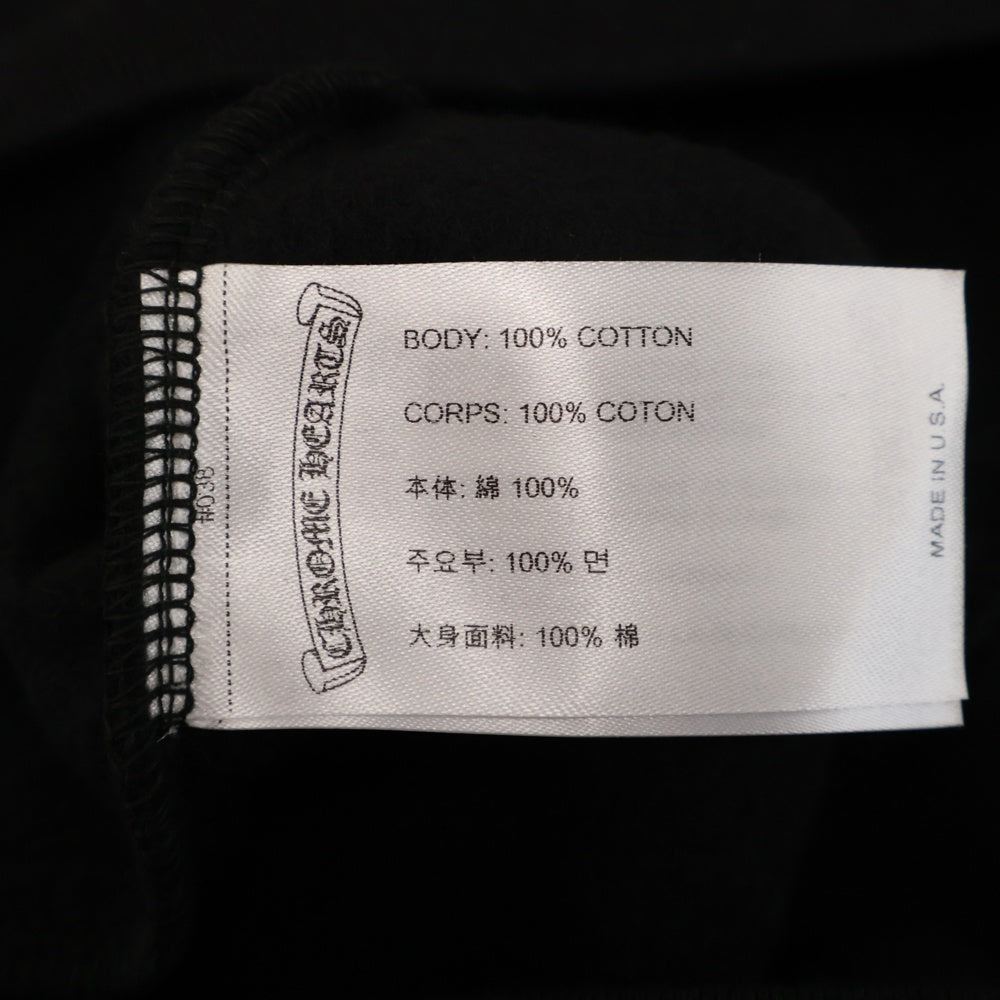 CHROME HEARTS
BODY: 100% COTTON
CORPS: 100% COTON
本体: 綿 100%
주요부: 100% 면
大身面料: 100% 棉
MADE IN U.S.A.
#038